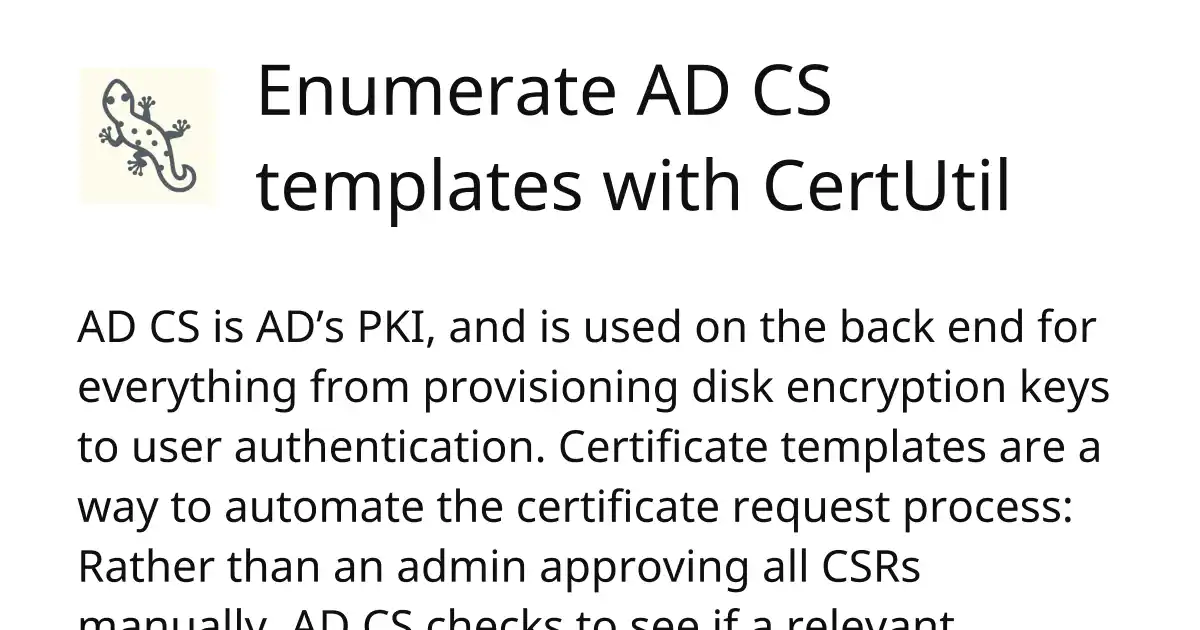 Enumerate AD CS
templates with CertUtil
AD CS is AD’s PKI, and is used on the back end for
everything from provisioning disk encryption keys
to user authentication. Certificate templates are a
way to automate the certificate request process:
Rather than an admin approving all CSRs
manually, AD CS checks to see if a relevant